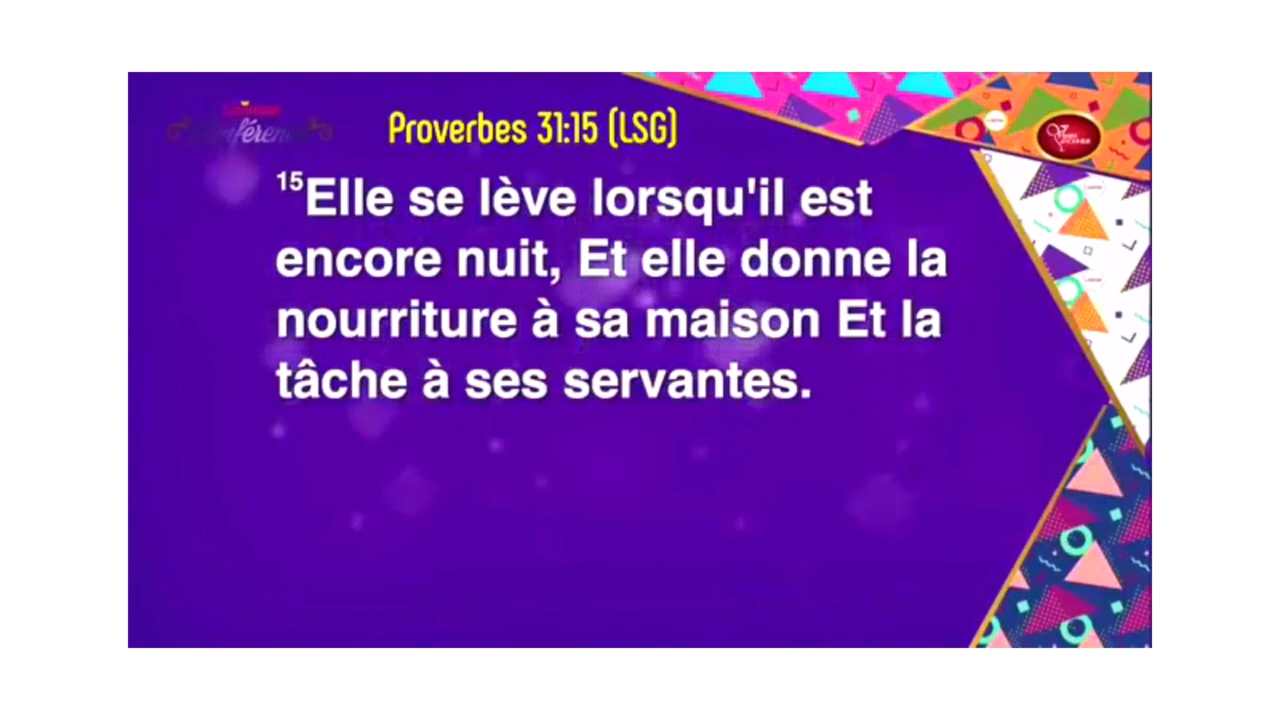 Proverbes 31:15 (LSG)
15Elle se lève lorsqu'il est
encore nuit, Et elle donne la
nourriture à sa maison Et la
tâche à ses servantes.